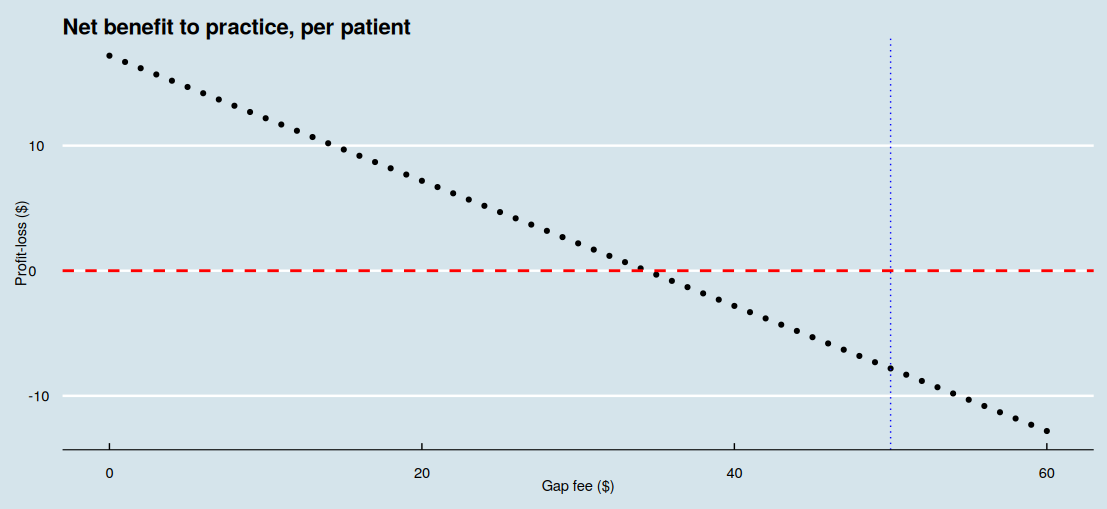 Net benefit to practice, per patient
Profit-loss ($)
10
0
-10
0
20
40
60
Gap fee ($)